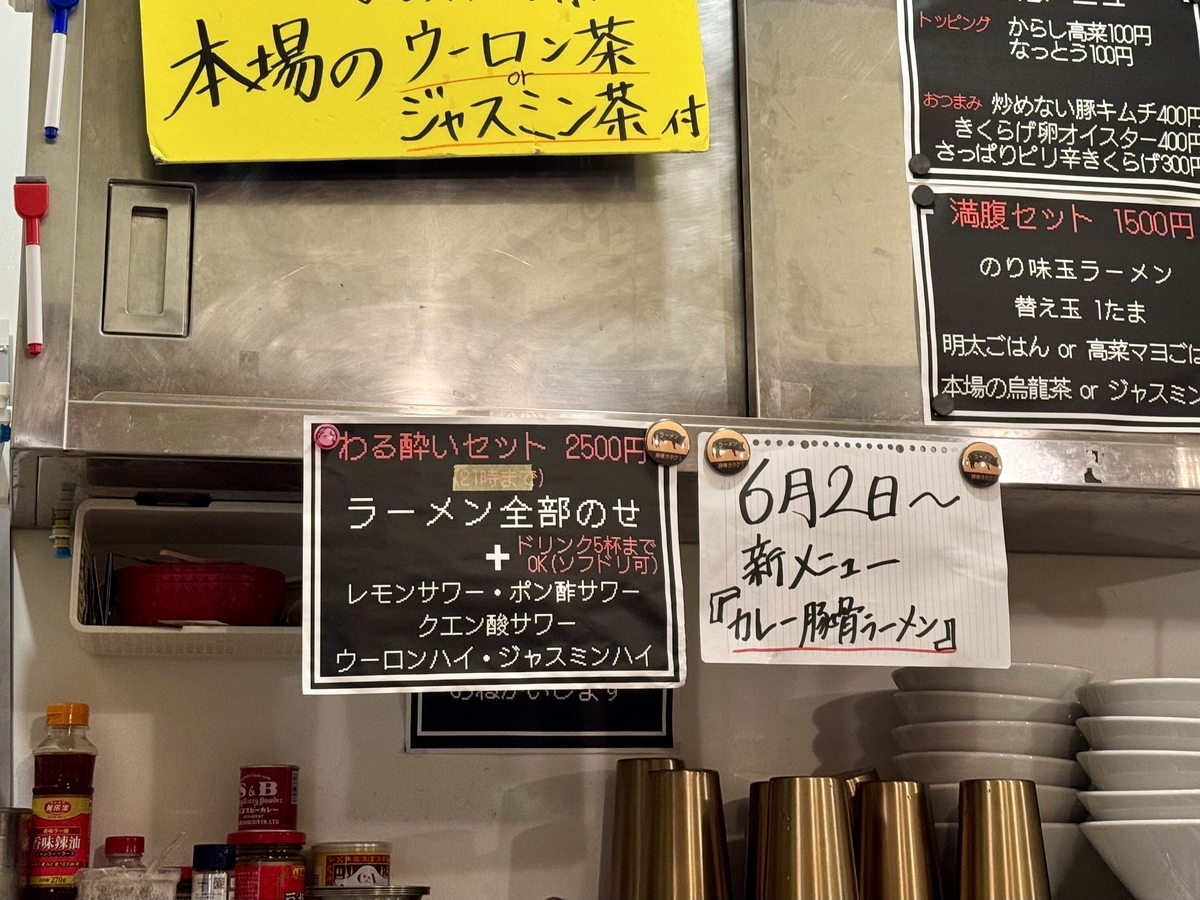 本場の ウーロン茶
or
ジャスミン茶 付
トッピング からし高菜100円
なっとう100円
おつまみ 炒めない豚キムチ400円
きくらげ卵オイスター400円
さっぱりピリ辛きくらげ300円
満腹セット 1500円
のり味玉ラーメン
替え玉 1たま
明太ごはん or 高菜マヨごは
本場の烏龍茶 or ジャスミン
わる酔いセット 2500円
(21時まで)
ラーメン全部のせ
+ ドリンク5杯まで
OK(ソフドリ可)
レモンサワー・ポン酢サワー
クエン酸サワー
ウーロンハイ・ジャスミンハイ
おねがいします
6月2日～
新メニュー
『カレー豚骨ラーメン』
S&B
香味辣油
270g